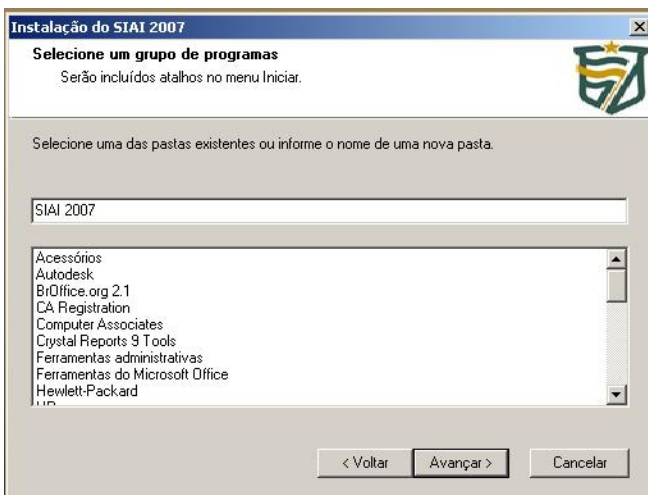 Instalação do SIAI 2007
Selecione um grupo de programas
Serão incluídos atalhos no menu Iniciar.
Selecione uma das pastas existentes ou informe o nome de uma nova pasta.
SIAI 2007
Acessórios
Autodesk
BrOffice.org 2.1
CA Registration
Computer Associates
Crystal Reports 9 Tools
Ferramentas administrativas
Ferramentas do Microsoft Office
Hewlett-Packard
< Voltar
Avançar >
Cancelar